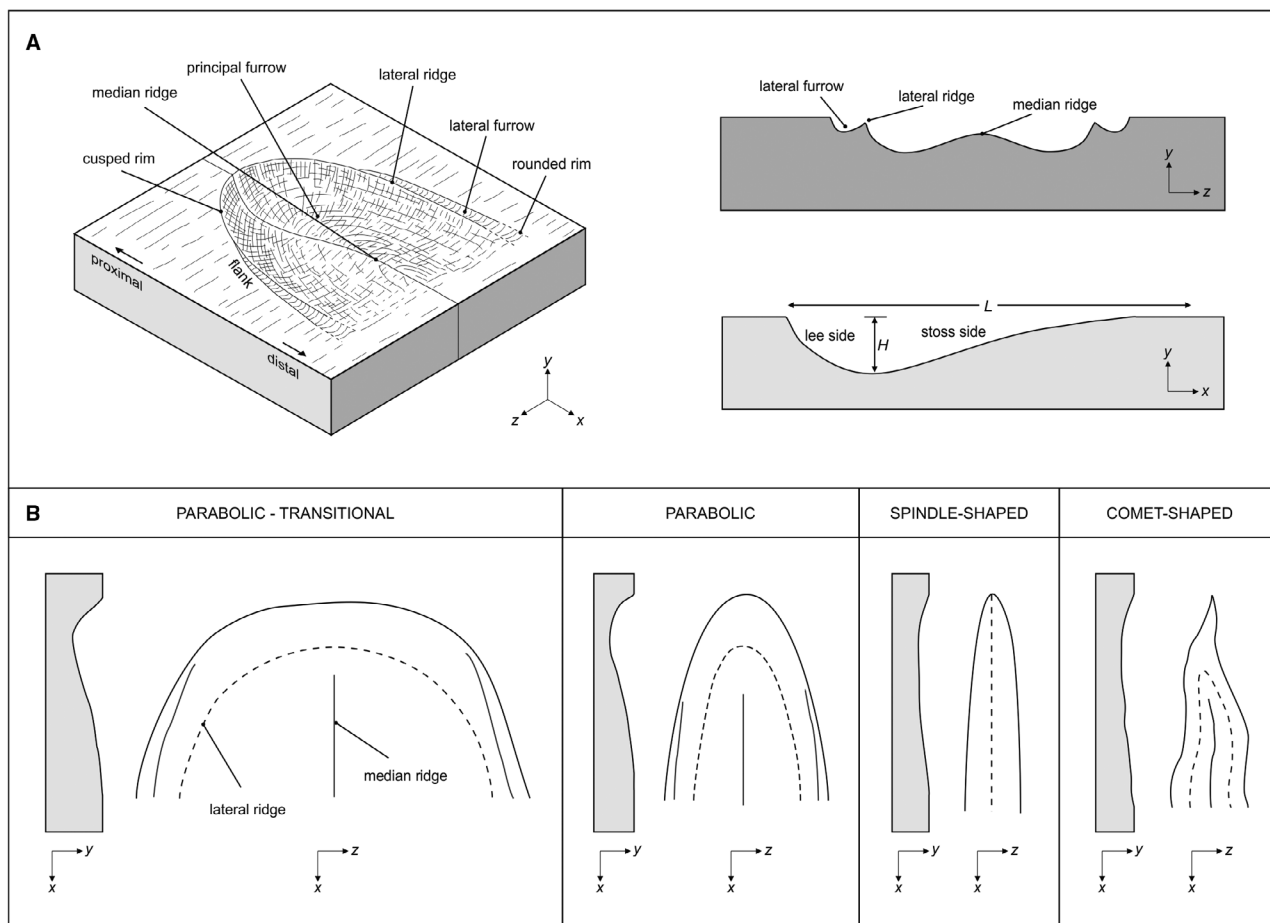 A
principal furrow
median ridge
lateral ridge
lateral furrow
cusped rim
rounded rim
flank
proximal
distal
y
z
x
lateral furrow
lateral ridge
median ridge
y
z
L
lee side
H
stoss side
y
x
B
PARABOLIC - TRANSITIONAL
PARABOLIC
SPINDLE-SHAPED
COMET-SHAPED
median ridge
lateral ridge
y
x
z
x
y
x
z
x
y
x
z
x
y
x
z
x